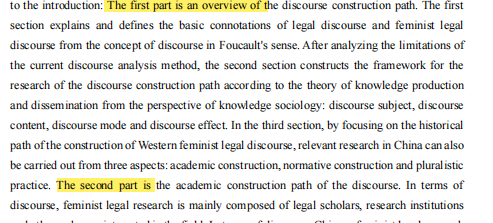 to the introduction: The first part is an overview of the discourse construction path. The first
section explains and defines the basic connotations of legal discourse and feminist legal
discourse from the concept of discourse in Foucault's sense. After analyzing the limitations of
the current discourse analysis method, the second section constructs the framework for the
research of the discourse construction path according to the theory of knowledge production
and dissemination from the perspective of knowledge sociology: discourse subject, discourse
content, discourse mode and discourse effect. In the third section, by focusing on the historical
path of the construction of Western feminist legal discourse, relevant research in China can also
be carried out from three aspects: academic construction, normative construction and pluralistic
practice. The second part is the academic construction path of the discourse. In terms of
discourse, feminist legal research is mainly composed of legal scholars, research institutions